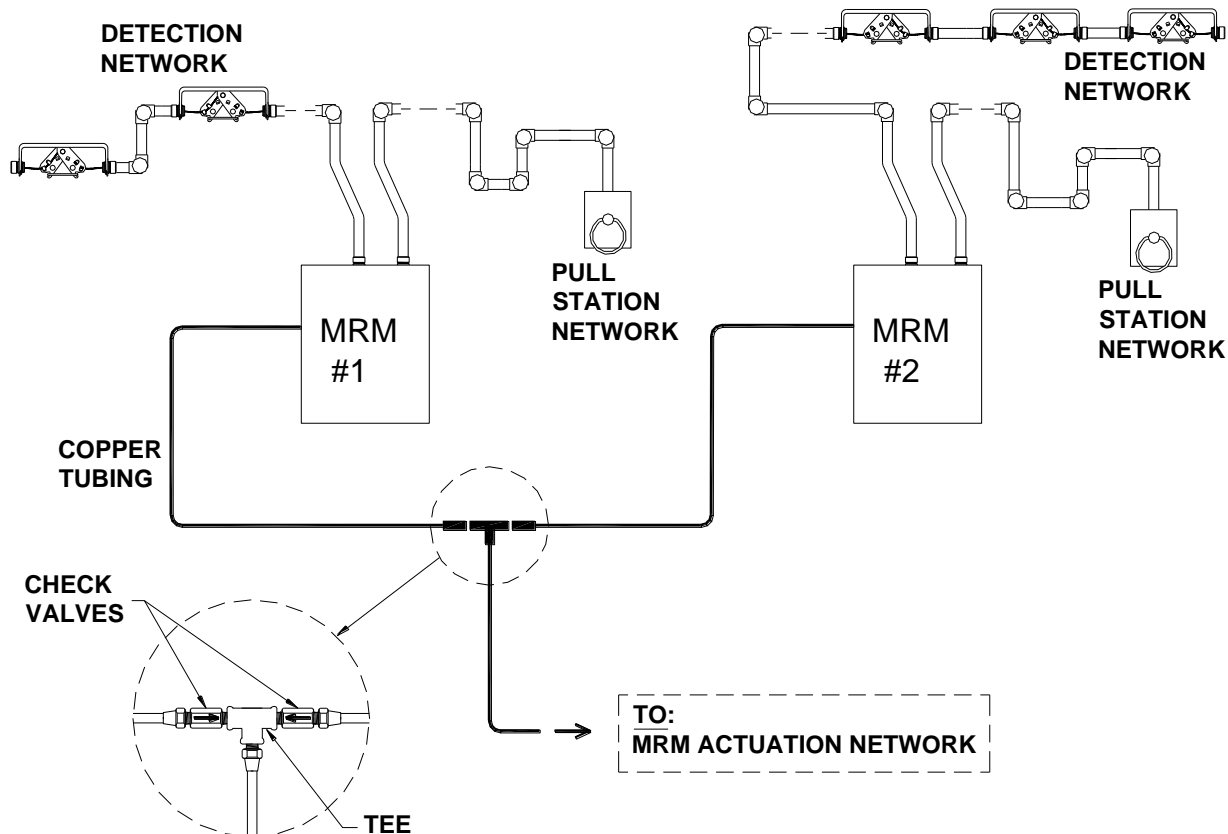 DETECTION
NETWORK
DETECTION
NETWORK
PULL
STATION
NETWORK
PULL
STATION
NETWORK
MRM
#1
MRM
#2
COPPER
TUBING
CHECK
VALVES
TO:
MRM ACTUATION NETWORK
TEE